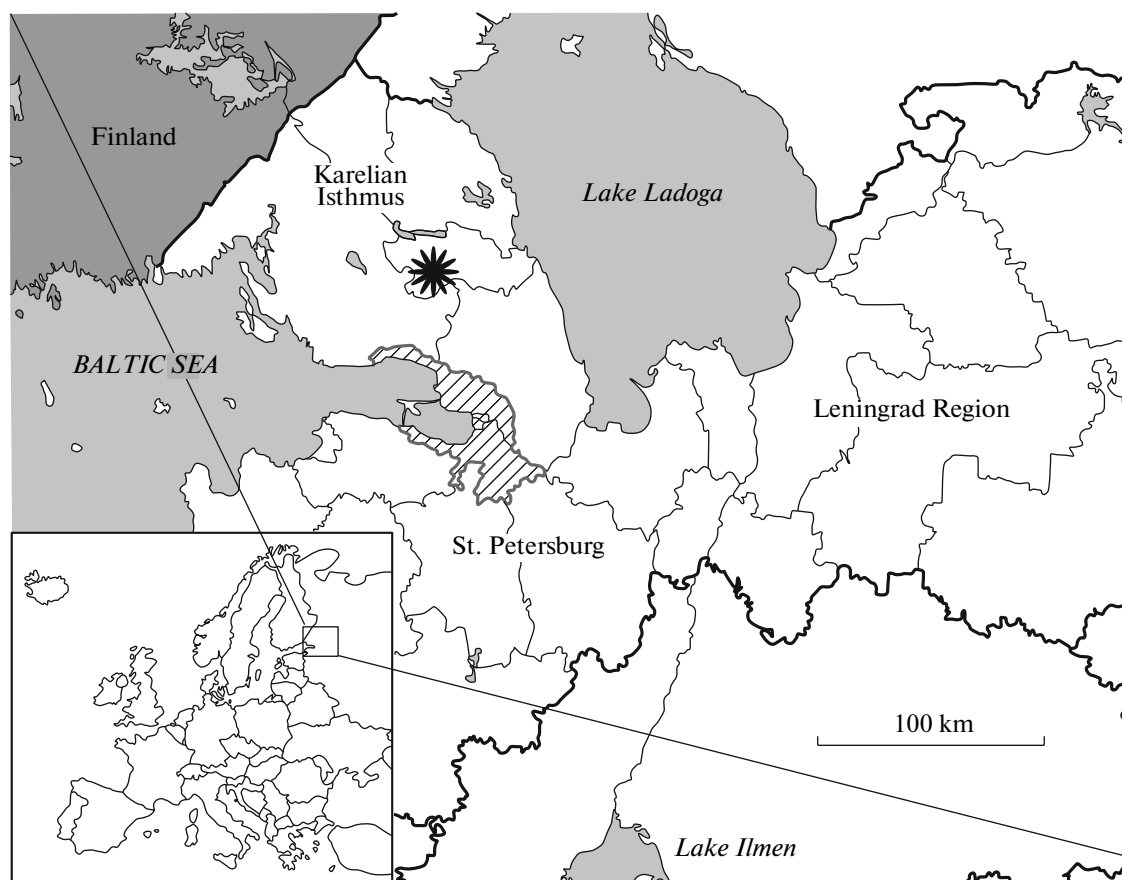 Finland
Karelian
Isthmus
Lake Ladoga
BALTIC SEA
Leningrad Region
St. Petersburg
100 km
Lake Ilmen